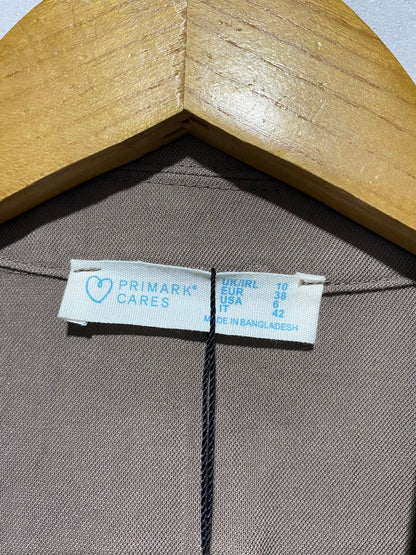 PRIMARK®
CARES
UK/IRL 10
EUR 38
USA 6
IT 42
MADE IN BANGLADESH